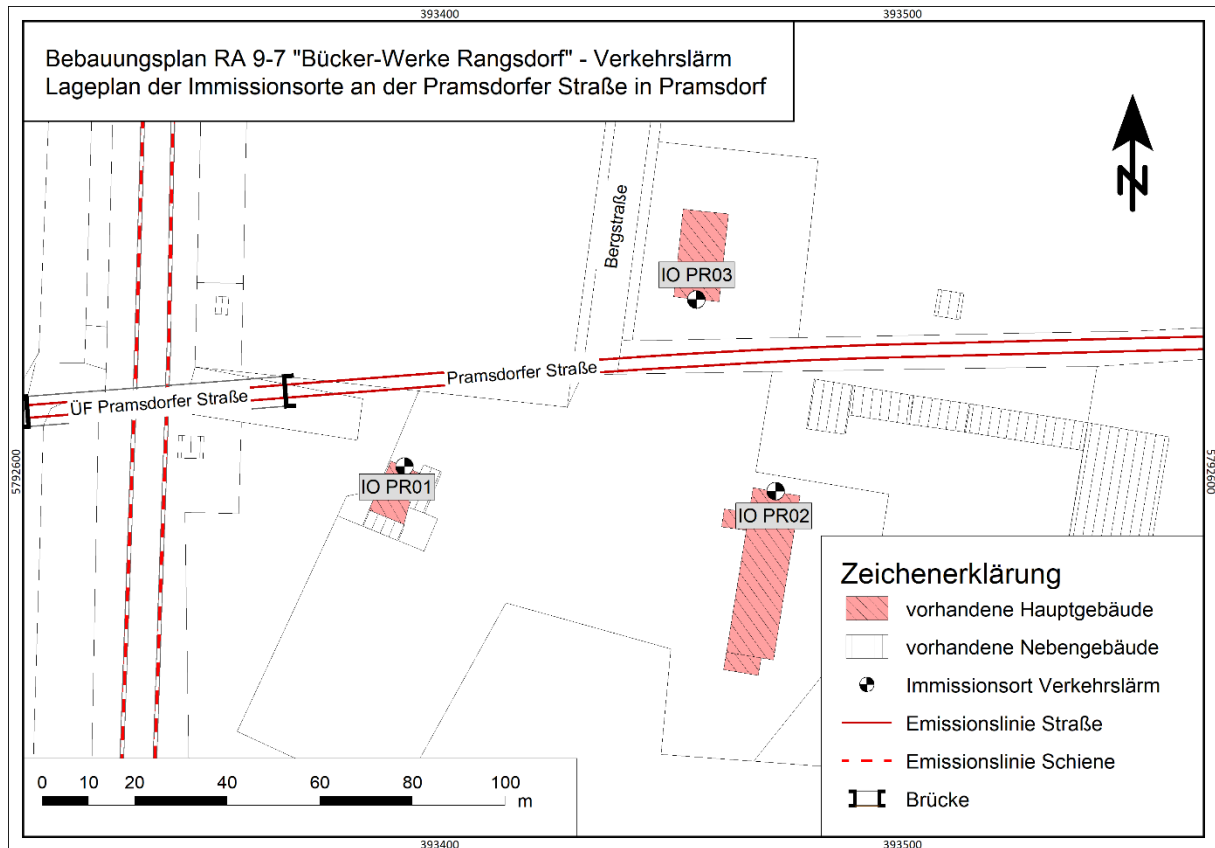 393400
393500
Bebauungsplan RA 9-7 "Bücker-Werke Rangsdorf" - Verkehrslärm
Lageplan der Immissionsorte an der Pramsdorfer Straße in Pramsdorf
N
Bergstraße
IO PR03
Pramsdorfer Straße
ÜF Pramsdorfer Straße
5792600
5792600
IO PR01
IO PR02
Zeichenerklärung
vorhandene Hauptgebäude
vorhandene Nebengebäude
Immissionsort Verkehrslärm
Emissionslinie Straße
Emissionslinie Schiene
Brücke
0 10 20 40 60 80 100
m
393400
393500